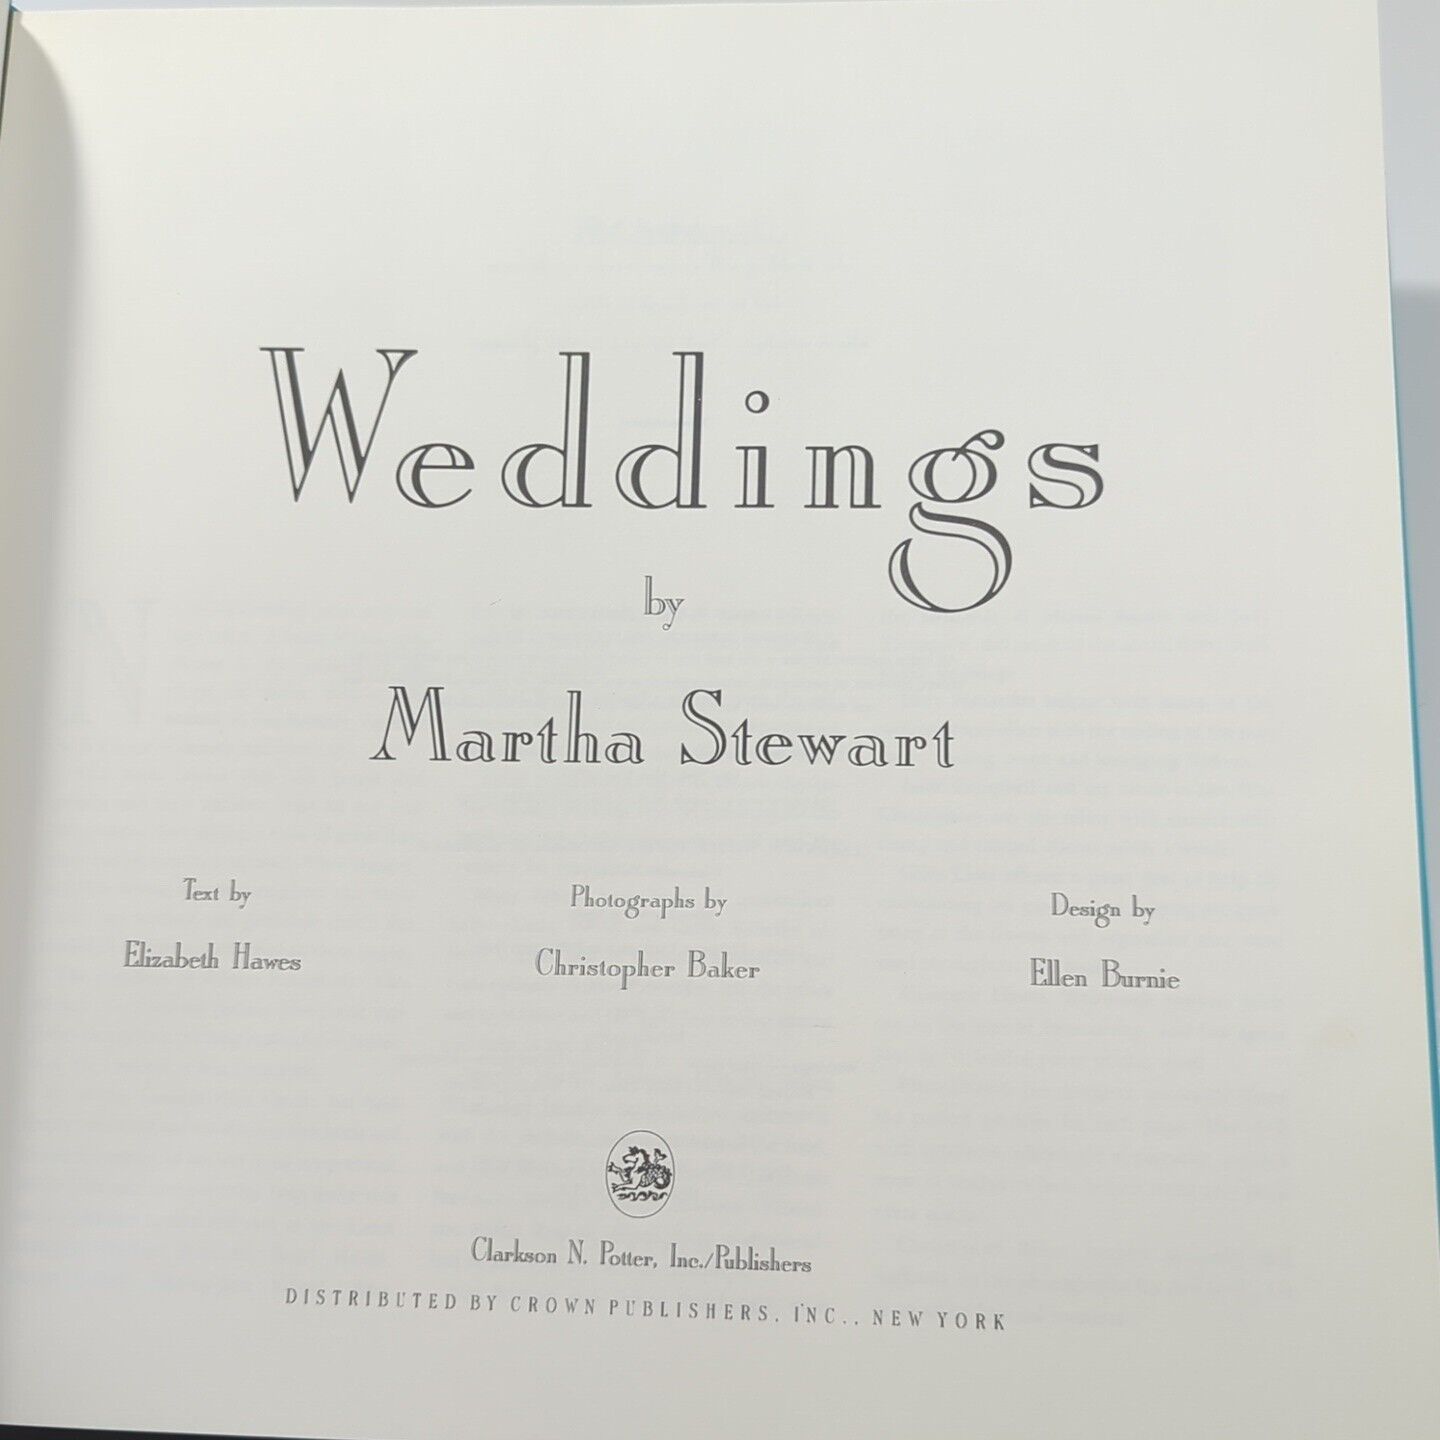 Weddings
by
Martha Stewart
Text by
Elizabeth Hawes
Photographs by
Christopher Baker
Design by
Ellen Burnie
Clarkson N. Potter, Inc./Publishers
DISTRIBUTED BY CROWN PUBLISHERS, INC., NEW YORK